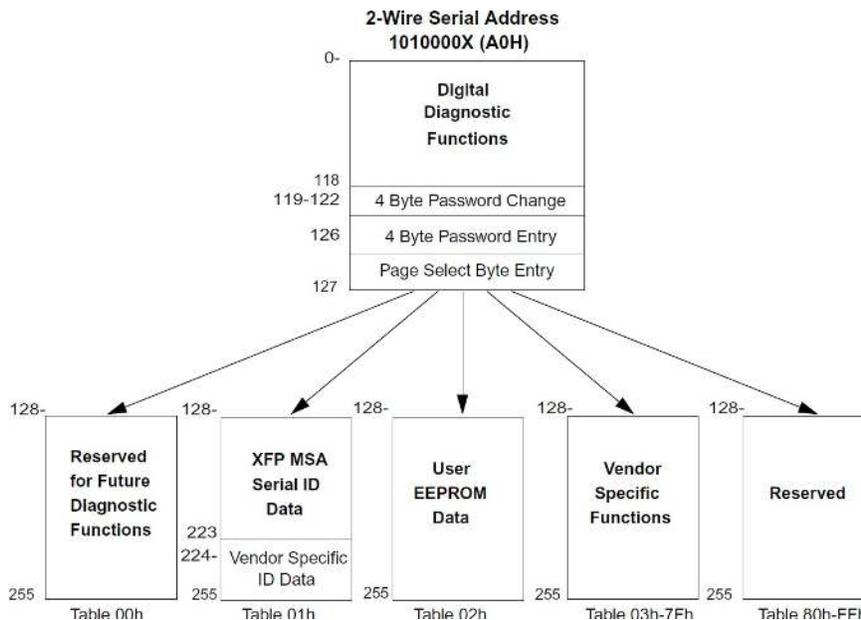 2-Wire Serial Address
1010000X (A0H)
0-
Digital
Diagnostic
Functions
118
119-122
4 Byte Password Change
126
4 Byte Password Entry
Page Select Byte Entry
127
128-
Reserved
for Future
Diagnostic
Functions
255
Table 00h
128-
XFP MSA
Serial ID
Data
223
224-
Vendor Specific
ID Data
255
Table 01h
128-
User
EEPROM
Data
255
Table 02h
128-
Vendor
Specific
Functions
255
Table 03h-7Fh
128-
Reserved
255
Table 80h-FFh